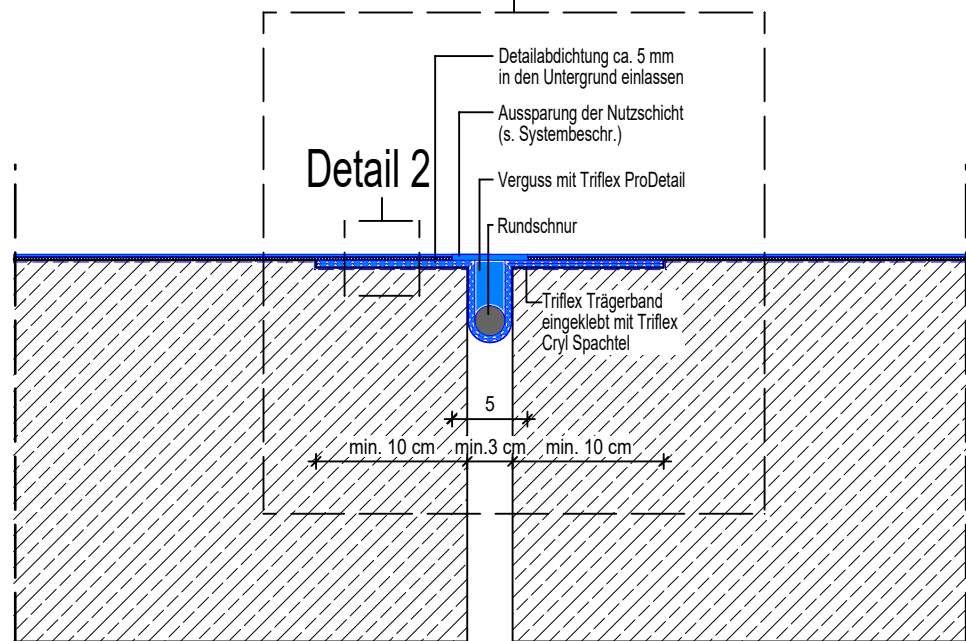 Detailabdichtung ca. 5 mm
in den Untergrund einlassen
Aussparung der Nutzschicht
(s. Systembeschr.)
Detail 2
Verguss mit Triflex ProDetail
Rundschnur
Triflex Trägerband
eingeklebt mit Triflex
Cryl Spachtel
5
min. 10 cm
min.3 cm
min. 10 cm